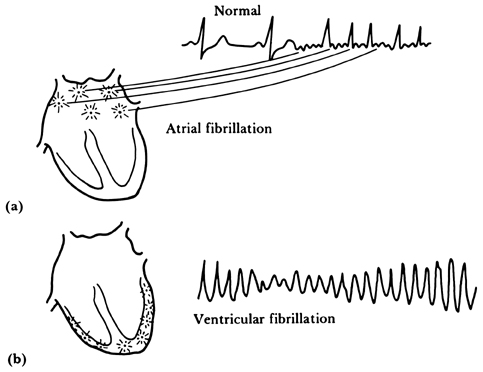 Normal
Atrial fibrillation
(a)
Ventricular fibrillation
(b)